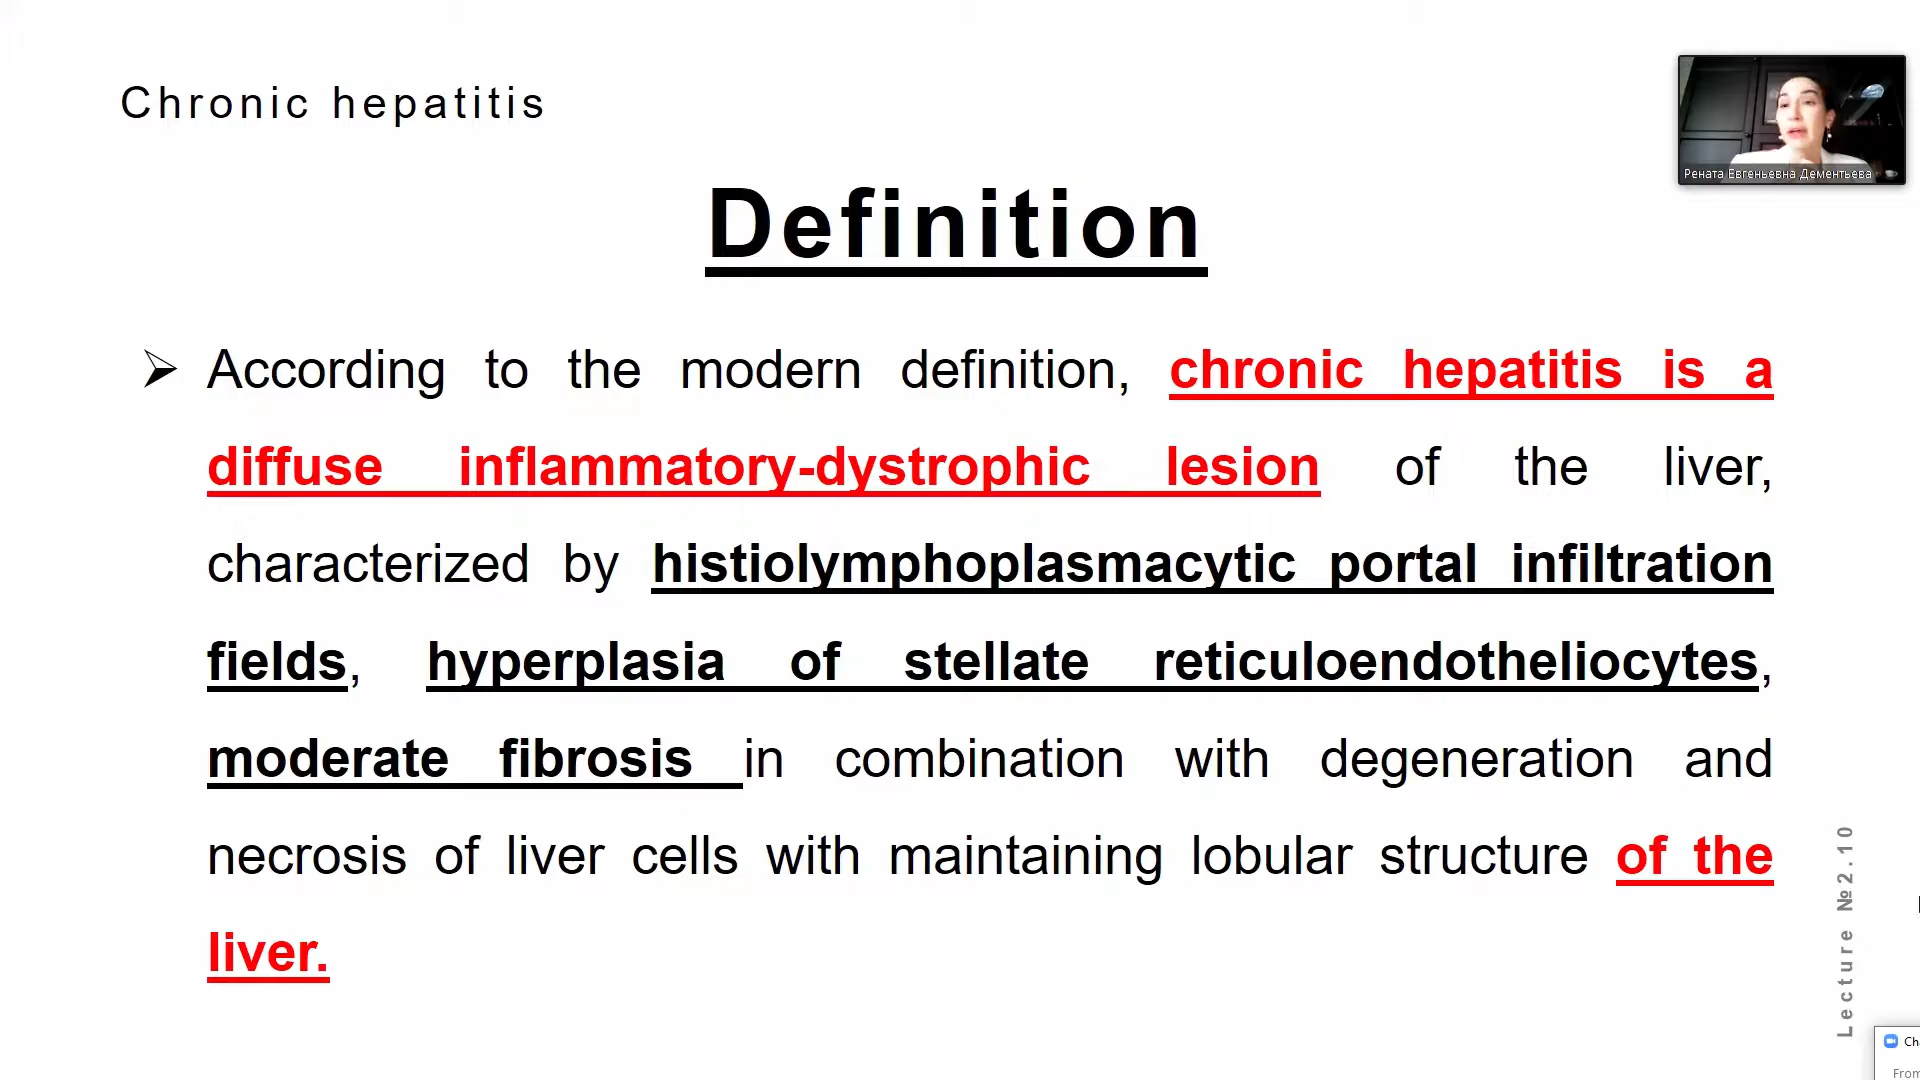 Chronic hepatitis
Рената Евгеньевна Дементьева
Definition
According to the modern definition, chronic hepatitis is a
diffuse inflammatory-dystrophic lesion of the liver,
characterized by histiolymphoplasmacytic portal infiltration
fields, hyperplasia of stellate reticuloendotheliocytes,
moderate fibrosis in combination with degeneration and
necrosis of liver cells with maintaining lobular structure of the
liver.
Lecture №2.10
Ch
From